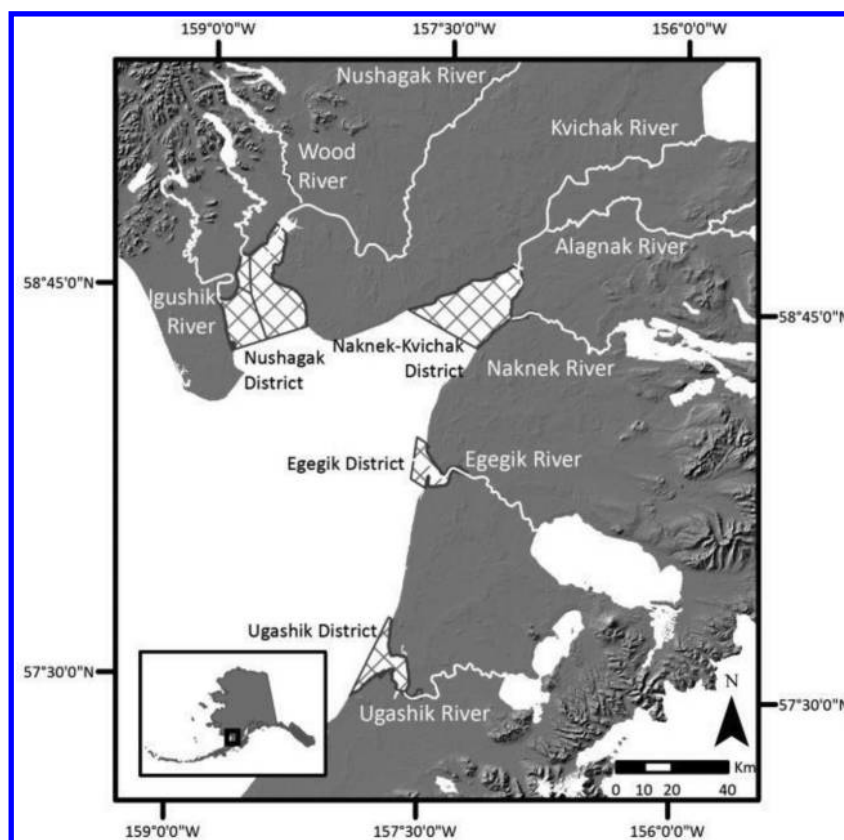 159°0'0"W
157°30'0"W
156°0'0"W
Nushagak River
Kvichak River
Wood
River
Alagnak River
58°45'0"N
58°45'0"N
Igushik
River
Nushagak
District
Naknek-Kvichak
District
Naknek River
Egegik District
Egegik River
Ugashik District
57°30'0"N
57°30'0"N
Ugashik River
N
Km
0 10 20 40
159°0'0"W
157°30'0"W
156°0'0"W